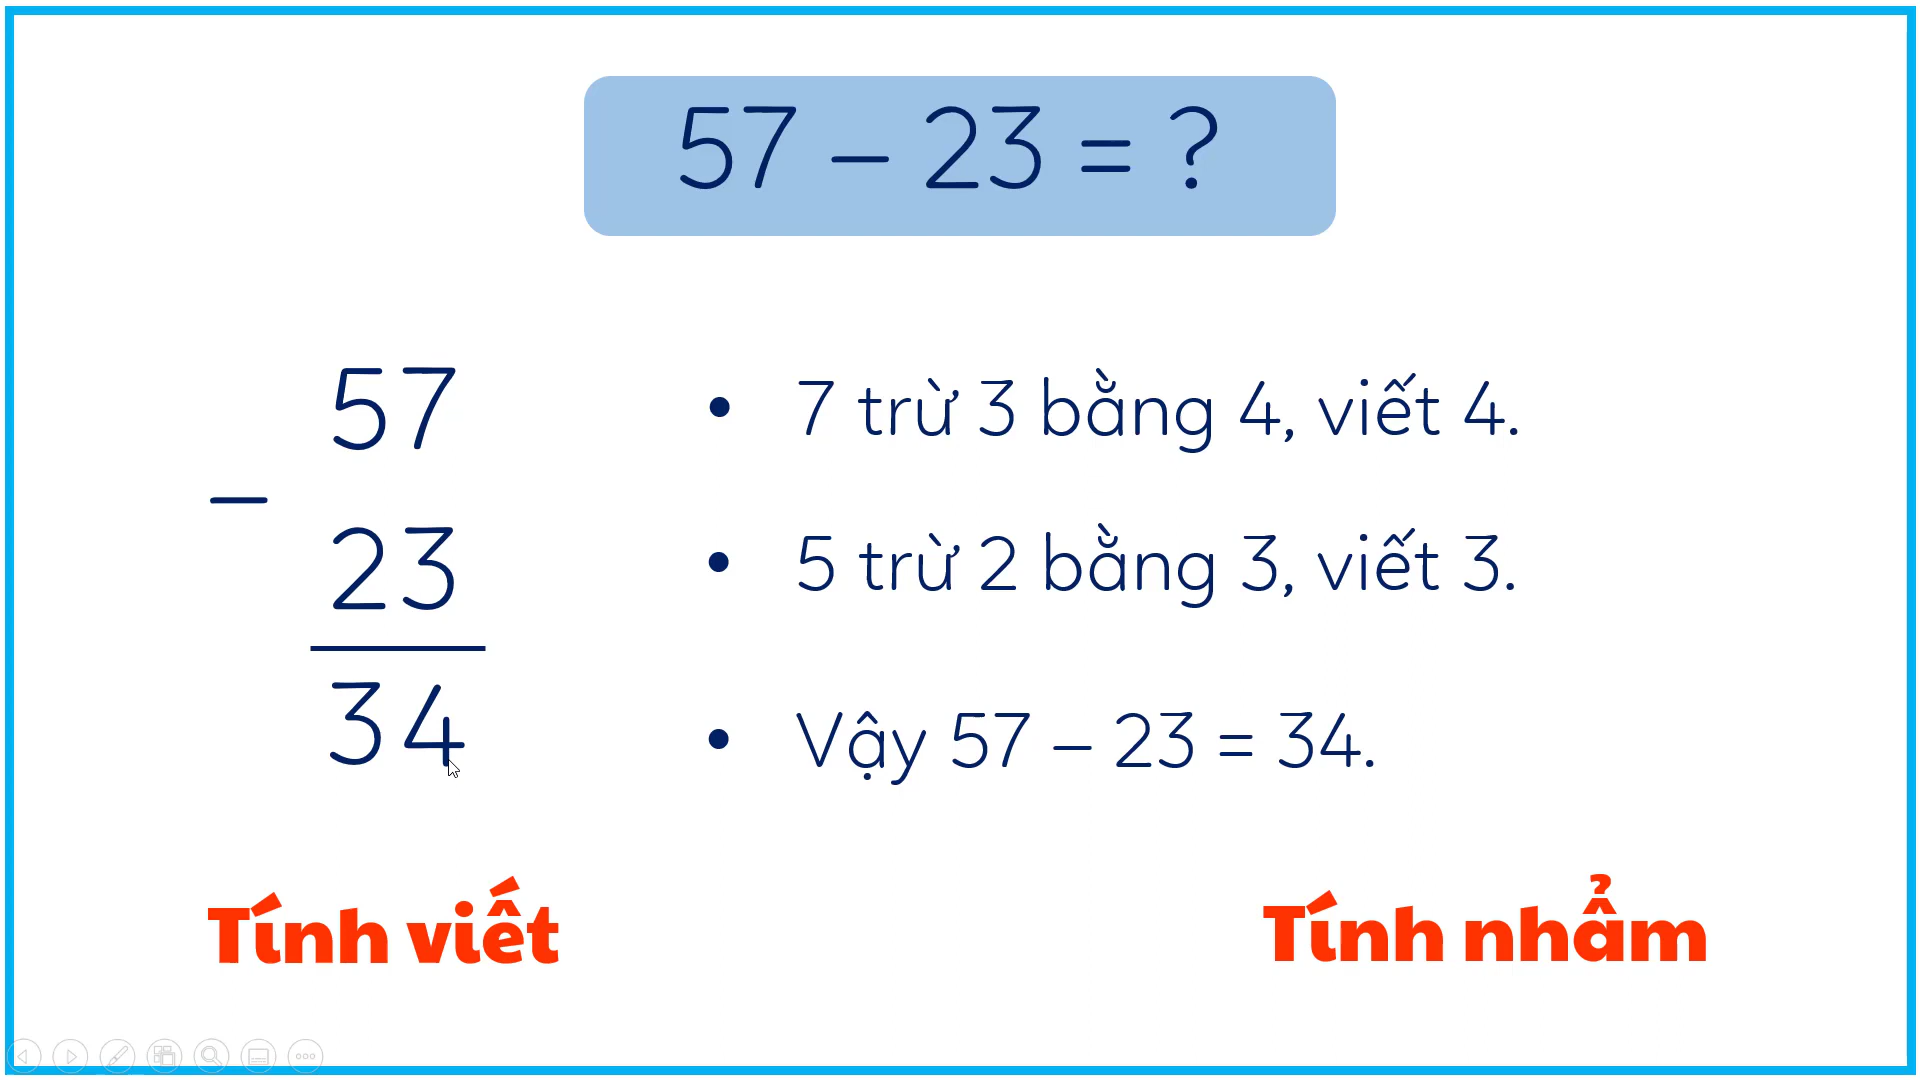 57 – 23 = ?
57
–
23
34
• 7 trừ 3 bằng 4, viết 4.
• 5 trừ 2 bằng 3, viết 3.
• Vậy 57 – 23 = 34.
Tính viết
Tính nhẩm